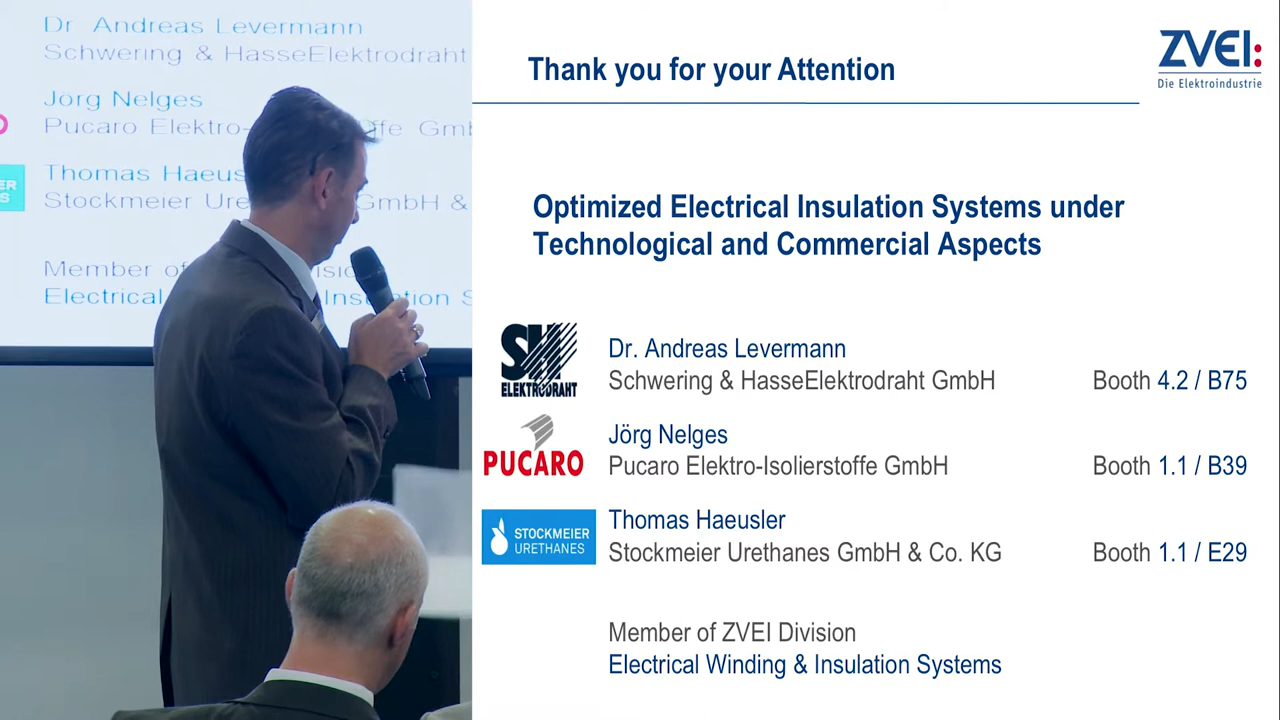 Dr. Andreas Levermann
Schwering & HasseElektrodraht
Jörg Nelges
Pucaro Elektro-
Gmb
Thomas Haeus
Stockmeier Ure
GmbH &
Member of
Electrical
Thank you for your Attention
ZVEI:
Die Elektroindustrie
Optimized Electrical Insulation Systems under
Technological and Commercial Aspects
SH
ELEKTRODRAHT
Dr. Andreas Levermann
Schwering & HasseElektrodraht GmbH Booth 4.2 / B75
PUCARO
Jörg Nelges
Pucaro Elektro-Isolierstoffe GmbH Booth 1.1 / B39
STOCKMEIER
URETHANES
Thomas Haeusler
Stockmeier Urethanes GmbH & Co. KG Booth 1.1 / E29
Member of ZVEI Division
Electrical Winding & Insulation Systems